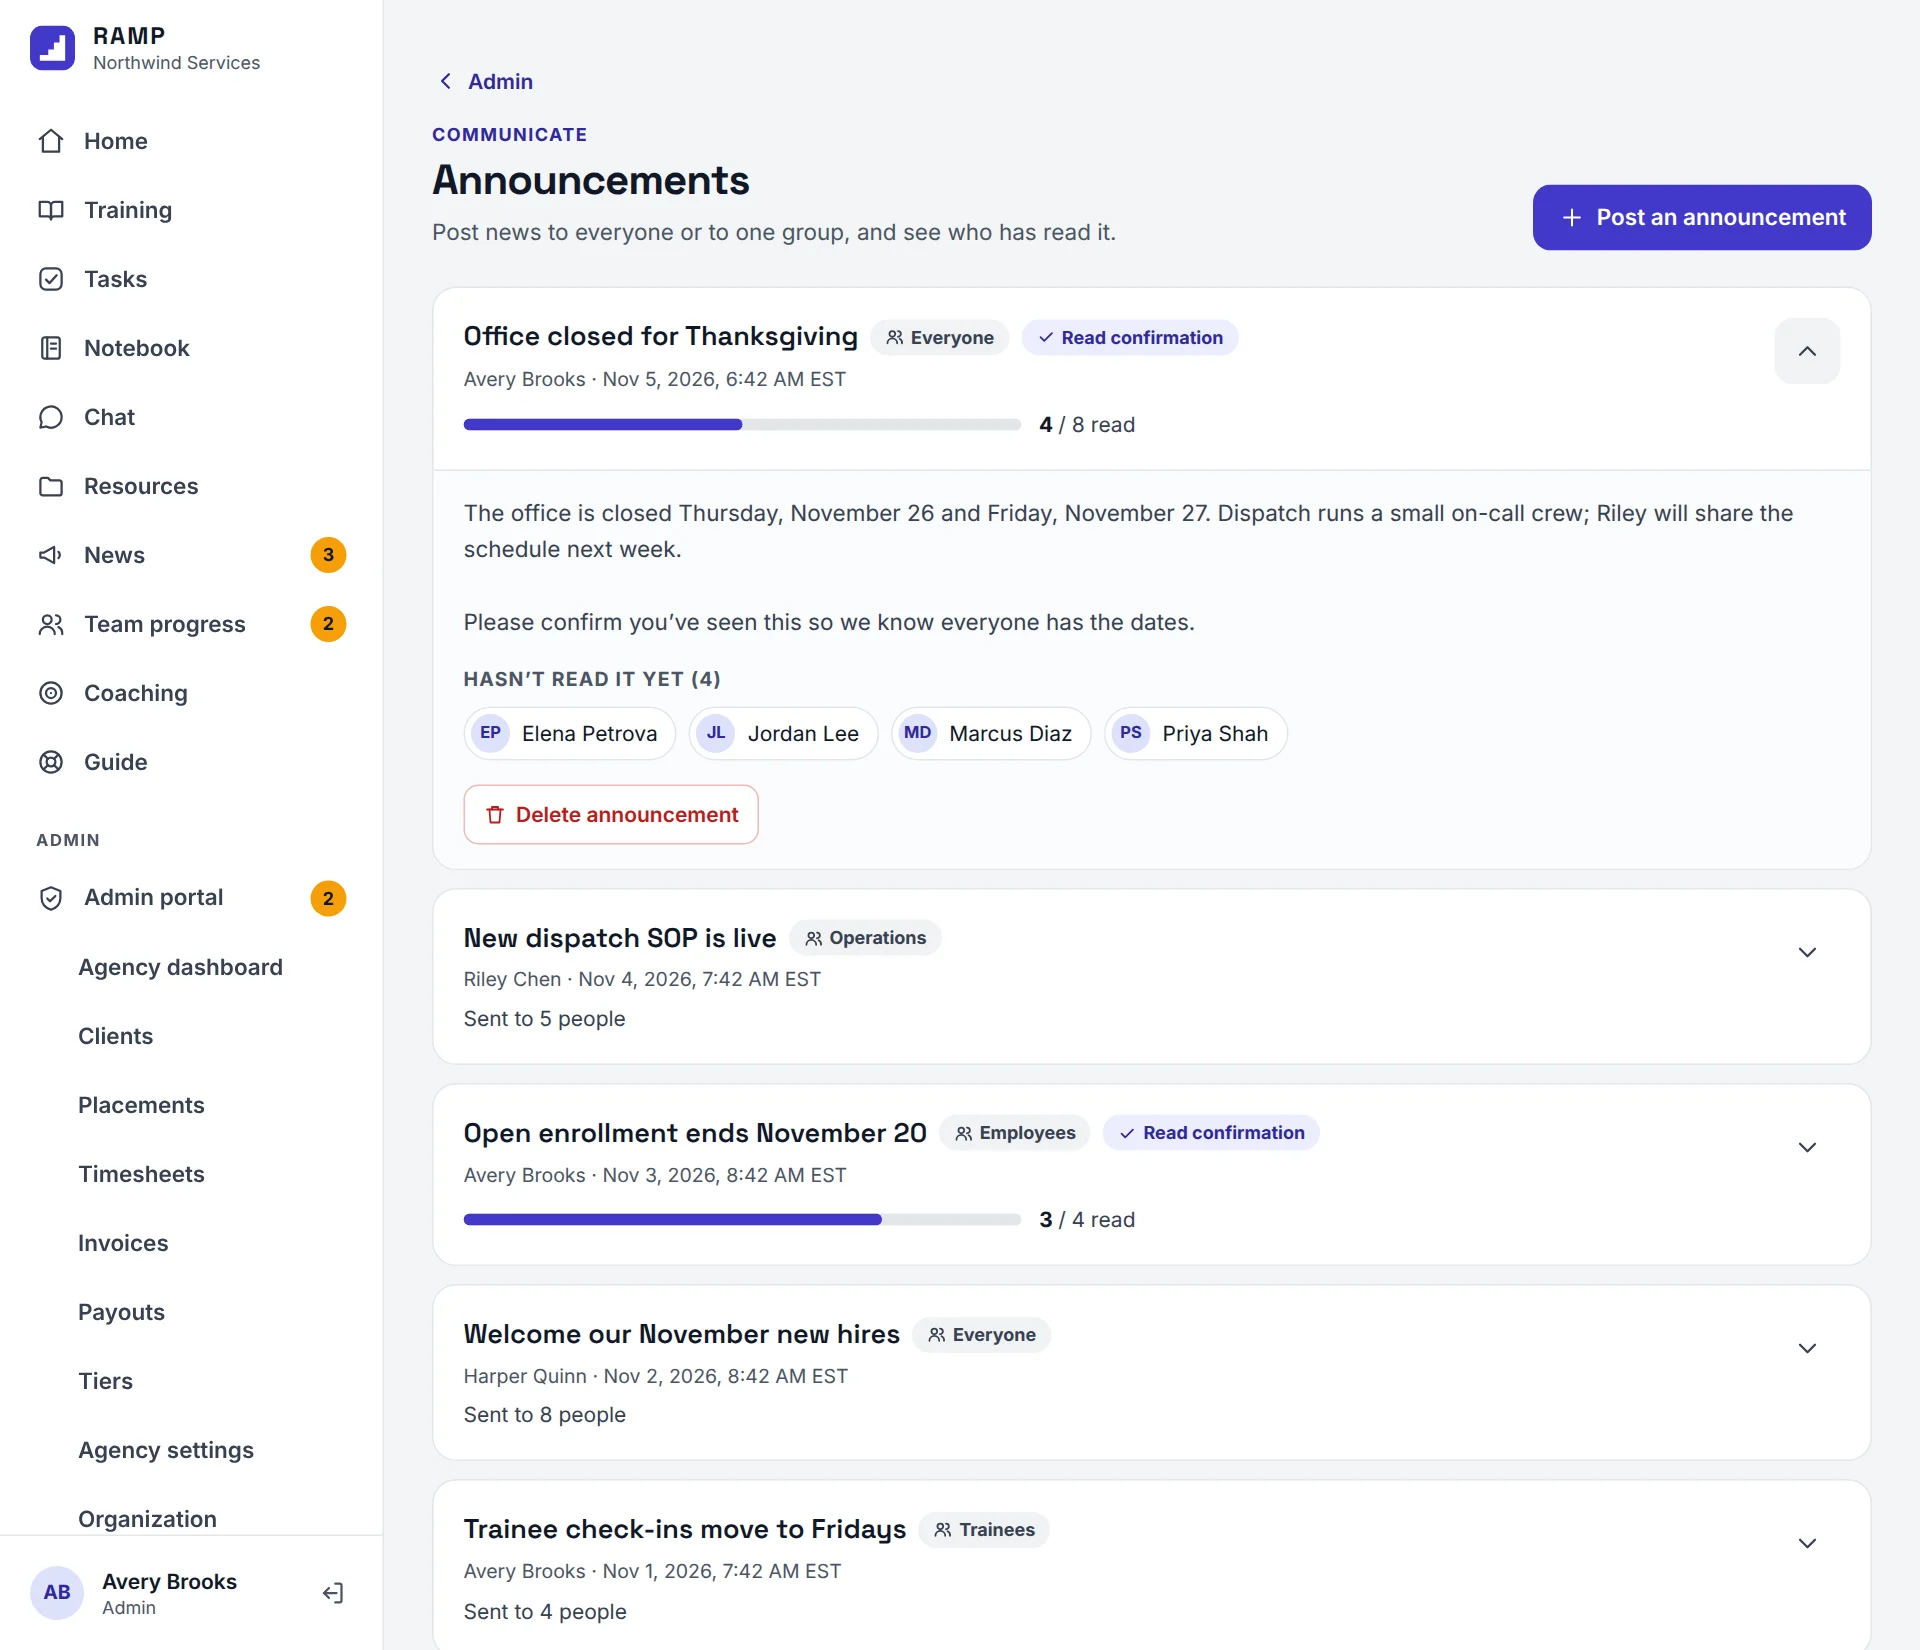 RAMP
Northwind Services
Home
Training
Tasks
Notebook
Chat
Resources
News 3
Team progress 2
Coaching
Guide
ADMIN
Admin portal 2
Agency dashboard
Clients
Placements
Timesheets
Invoices
Payouts
Tiers
Agency settings
Organization
AB
Avery Brooks
Admin
Admin
COMMUNICATE
Announcements
Post news to everyone or to one group, and see who has read it.
Post an announcement
Office closed for Thanksgiving Everyone Read confirmation
Avery Brooks · Nov 5, 2026, 6:42 AM EST
4 / 8 read
The office is closed Thursday, November 26 and Friday, November 27. Dispatch runs a small on-call crew; Riley will share the
schedule next week.
Please confirm you’ve seen this so we know everyone has the dates.
HASN’T READ IT YET (4)
EP Elena Petrova JL Jordan Lee MD Marcus Diaz PS Priya Shah
Delete announcement
New dispatch SOP is live Operations
Riley Chen · Nov 4, 2026, 7:42 AM EST
Sent to 5 people
Open enrollment ends November 20 Employees Read confirmation
Avery Brooks · Nov 3, 2026, 8:42 AM EST
3 / 4 read
Welcome our November new hires Everyone
Harper Quinn · Nov 2, 2026, 8:42 AM EST
Sent to 8 people
Trainee check-ins move to Fridays Trainees
Avery Brooks · Nov 1, 2026, 7:42 AM EST
Sent to 4 people